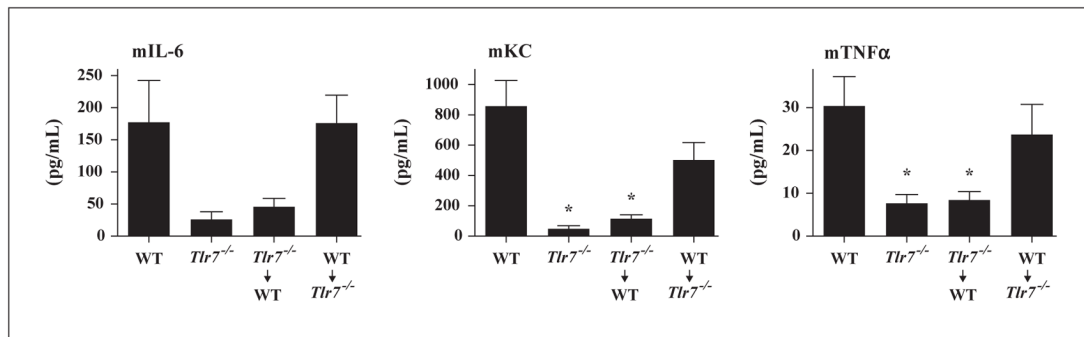 mIL-6
(pg/mL)
250
200
150
100
50
0
WT
Tlr7⁻/⁻
Tlr7⁻/⁻
↓
WT
WT
↓
Tlr7⁻/⁻
mKC
(pg/mL)
1000
800
600
400
200
0
*
*
WT
Tlr7⁻/⁻
Tlr7⁻/⁻
↓
WT
WT
↓
Tlr7⁻/⁻
mTNFα
(pg/mL)
30
20
10
0
*
*
WT
Tlr7⁻/⁻
Tlr7⁻/⁻
↓
WT
WT
↓
Tlr7⁻/⁻